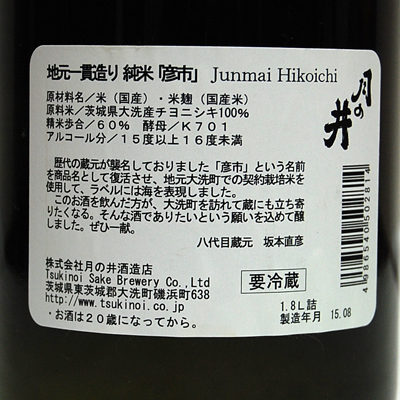 地元一貫造り 純米「彦市」 Junmai Hikoichi
月の井
原材料名／米（国産）・米麹（国産米）
原料米／茨城県大洗産チヨニシキ100%
精米歩合／60% 酵母／K701
アルコール分／15度以上16度未満
歴代の蔵元が襲名しておりました「彦市」という名前
を商品名として復活させ、地元大洗町での契約栽培米を
使用して、ラベルには海を表現しました。
このお酒を飲んだ方が、大洗町を訪れて蔵にも立ち寄
りたくなる。そんな酒でありたいという願いを込めて醸
しました。ぜひ一献。
八代目蔵元 坂本直彦
4986540502814
株式会社月の井酒造店
Tsukinoi Sake Brewery Co.,Ltd
茨城県東茨城郡大洗町磯浜町638
http://www.tsukinoi.co.jp
・お酒は20歳になってから。
要冷蔵
1.8L詰
製造年月 15.08